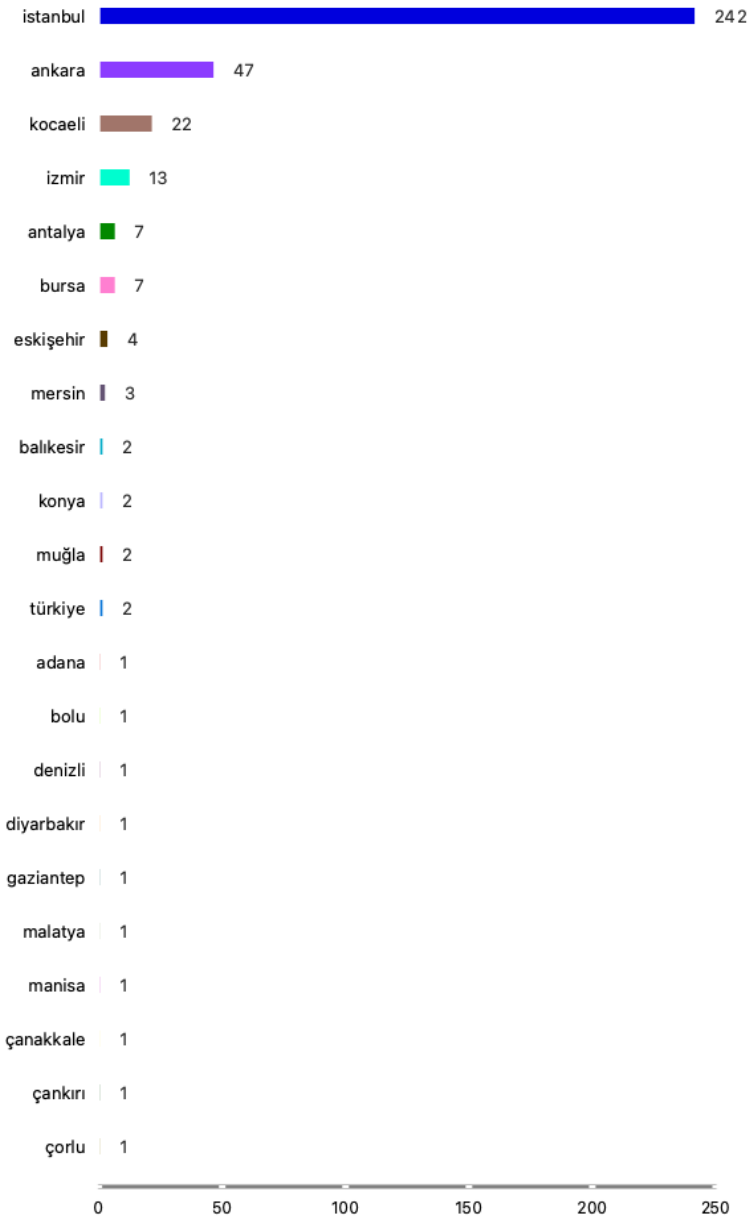 istanbul 242
ankara 47
kocaeli 22
izmir 13
antalya 7
bursa 7
eskişehir 4
mersin 3
balıkesir 2
konya 2
muğla 2
türkiye 2
adana 1
bolu 1
denizli 1
diyarbakır 1
gaziantep 1
malatya 1
manisa 1
çanakkale 1
çankırı 1
çorlu 1
0 50 100 150 200 250